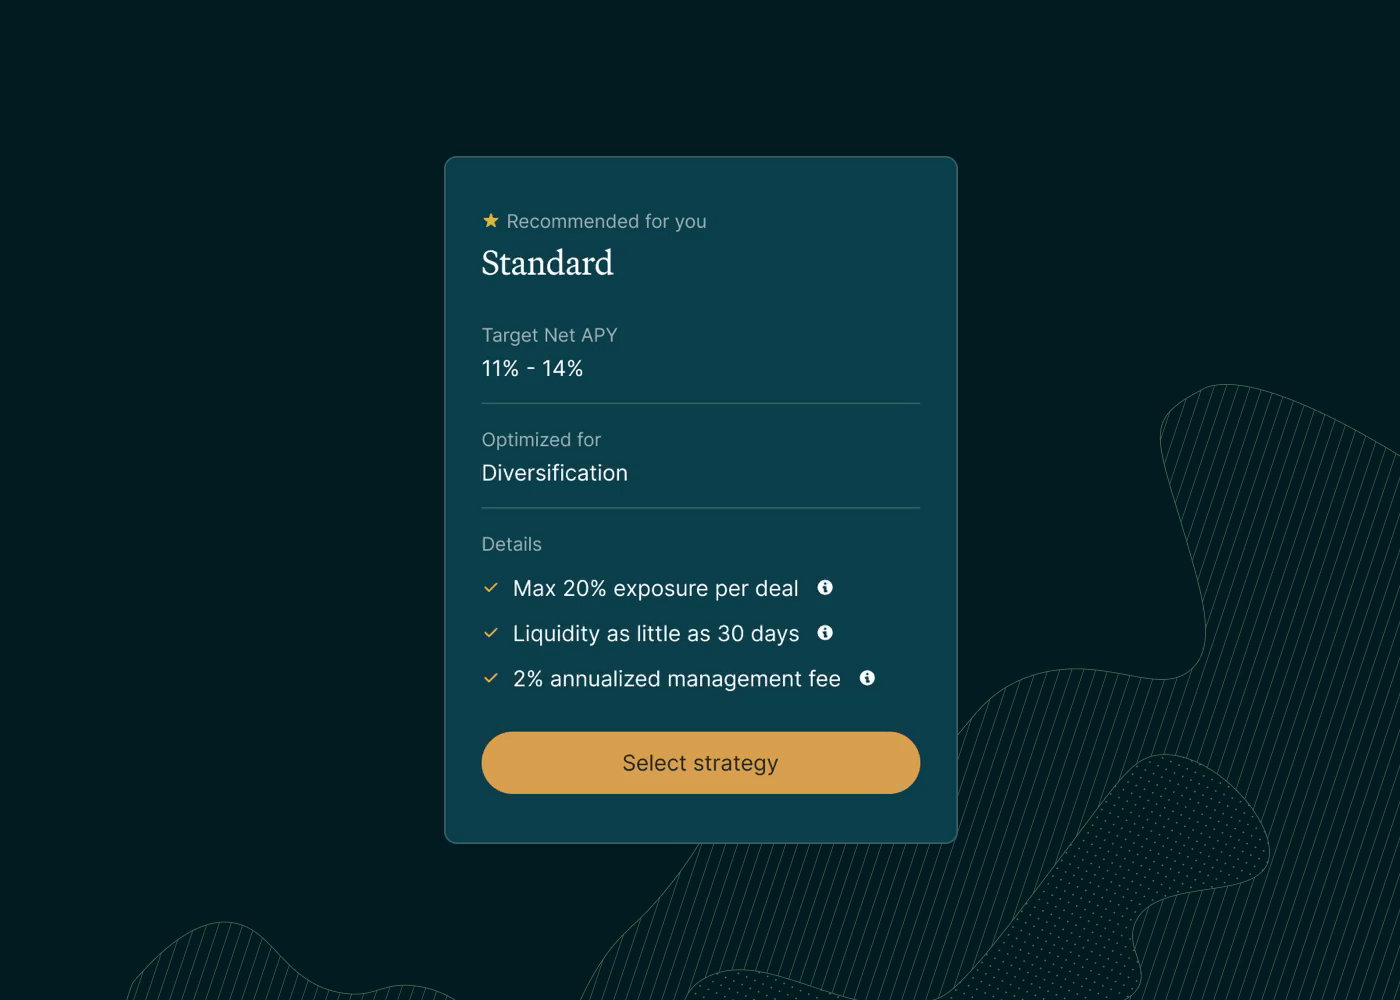 Recommended for you
Standard
Target Net APY
11% - 14%
Optimized for
Diversification
Details
Max 20% exposure per deal
Liquidity as little as 30 days
2% annualized management fee
Select strategy